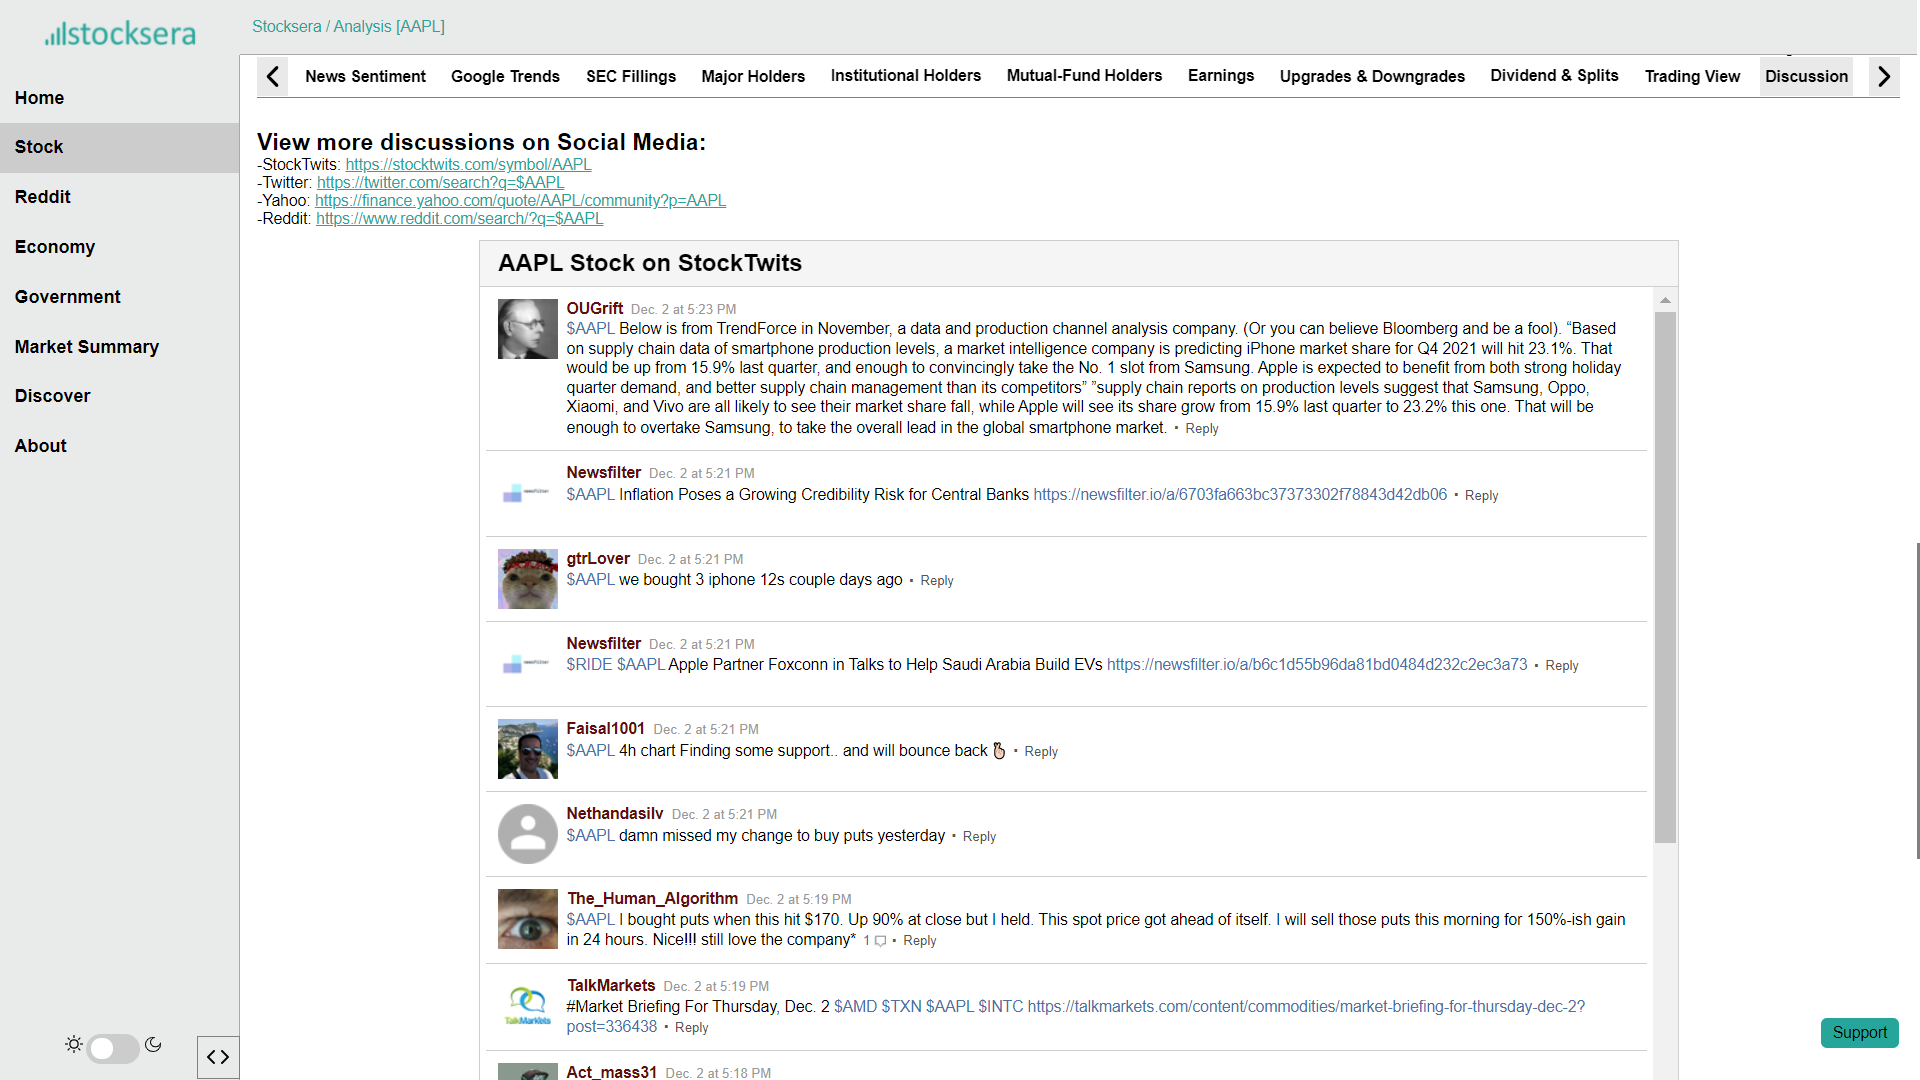 stocksera
Stocksera / Analysis [AAPL]
News Sentiment
Google Trends
SEC Fillings
Major Holders
Institutional Holders
Mutual-Fund Holders
Earnings
Upgrades & Downgrades
Dividend & Splits
Trading View
Discussion
Home
Stock
Reddit
Economy
Government
Market Summary
Discover
About
View more discussions on Social Media:
-StockTwits: https://stocktwits.com/symbol/AAPL
-Twitter: https://twitter.com/search?q=$AAPL
-Yahoo: https://finance.yahoo.com/quote/AAPL/community?p=AAPL
-Reddit: https://www.reddit.com/search/?q=$AAPL
AAPL Stock on StockTwits
OUGrift Dec. 2 at 5:23 PM
$AAPL Below is from TrendForce in November, a data and production channel analysis company. (Or you can believe Bloomberg and be a fool). “Based
on supply chain data of smartphone production levels, a market intelligence company is predicting iPhone market share for Q4 2021 will hit 23.1%. That
would be up from 15.9% last quarter, and enough to convincingly take the No. 1 slot from Samsung. Apple is expected to benefit from both strong holiday
quarter demand, and better supply chain management than its competitors” ”supply chain reports on production levels suggest that Samsung, Oppo,
Xiaomi, and Vivo are all likely to see their market share fall, while Apple will see its share grow from 15.9% last quarter to 23.2% this one. That will be
enough to overtake Samsung, to take the overall lead in the global smartphone market. • Reply
Newsfilter Dec. 2 at 5:21 PM
newsfilter
$AAPL Inflation Poses a Growing Credibility Risk for Central Banks https://newsfilter.io/a/6703fa663bc37373302f78843d42db06 • Reply
gtrLover Dec. 2 at 5:21 PM
$AAPL we bought 3 iphone 12s couple days ago • Reply
Newsfilter Dec. 2 at 5:21 PM
newsfilter
$RIDE $AAPL Apple Partner Foxconn in Talks to Help Saudi Arabia Build EVs https://newsfilter.io/a/b6c1d55b96da81bd0484d232c2ec3a73 • Reply
Faisal1001 Dec. 2 at 5:21 PM
$AAPL 4h chart Finding some support.. and will bounce back 🫰🏻 • Reply
Nethandasilv Dec. 2 at 5:21 PM
$AAPL damn missed my change to buy puts yesterday • Reply
The_Human_Algorithm Dec. 2 at 5:19 PM
$AAPL I bought puts when this hit $170. Up 90% at close but I held. This spot price got ahead of itself. I will sell those puts this morning for 150%-ish gain
in 24 hours. Nice!!! still love the company* 1 • Reply
TalkMarkets Dec. 2 at 5:19 PM
TalkMarkets
#Market Briefing For Thursday, Dec. 2 $AMD $TXN $AAPL $INTC https://talkmarkets.com/content/commodities/market-briefing-for-thursday-dec-2?
post=336438 • Reply
Act_mass31 Dec. 2 at 5:18 PM
Support